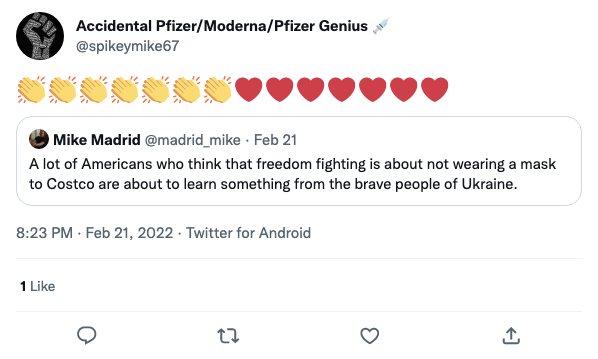 Accidental Pfizer/Moderna/Pfizer Genius 💉
@spikeymike67
👏👏👏👏👏👏👏❤️❤️❤️❤️❤️❤️❤️
Mike Madrid @madrid_mike · Feb 21
A lot of Americans who think that freedom fighting is about not wearing a mask
to Costco are about to learn something from the brave people of Ukraine.
8:23 PM · Feb 21, 2022 · Twitter for Android
1 Like